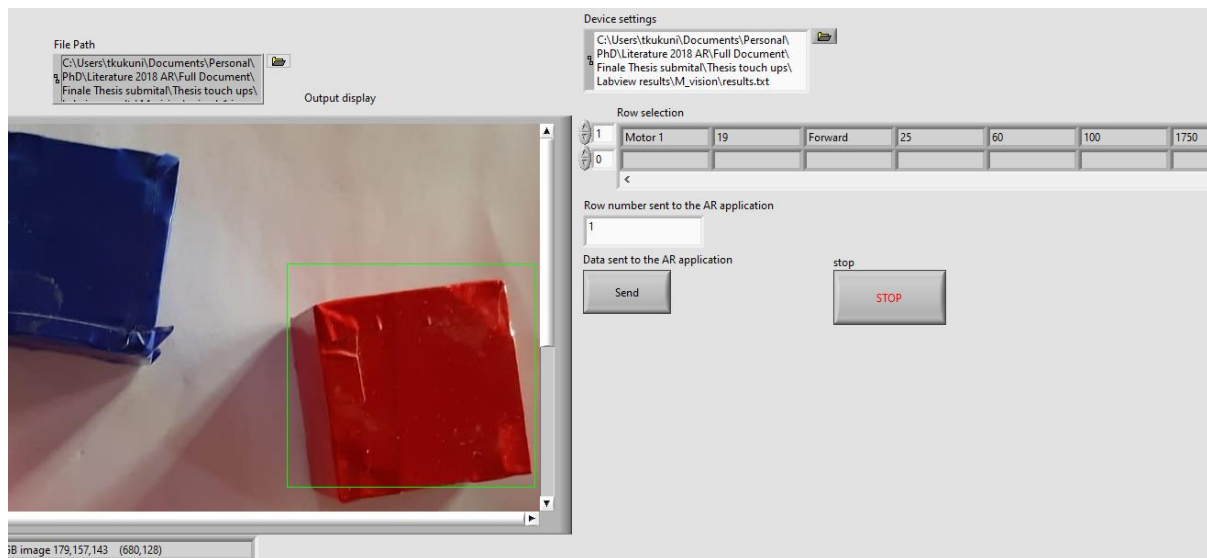 File Path
C:\Users\tkukuni\Documents\Personal\
PhD\Literature 2018 AR\Full Document\
Finale Thesis submital\Thesis touch ups\
Output display
GB image 179,157,143 (680,128)
Device settings
C:\Users\tkukuni\Documents\Personal\
PhD\Literature 2018 AR\Full Document\
Finale Thesis submital\Thesis touch ups\
Labview results\M_vision\results.txt
Row selection
1 Motor 1 19 Forward 25 60 100 1750
0
Row number sent to the AR application
1
Data sent to the AR application
Send
stop
STOP